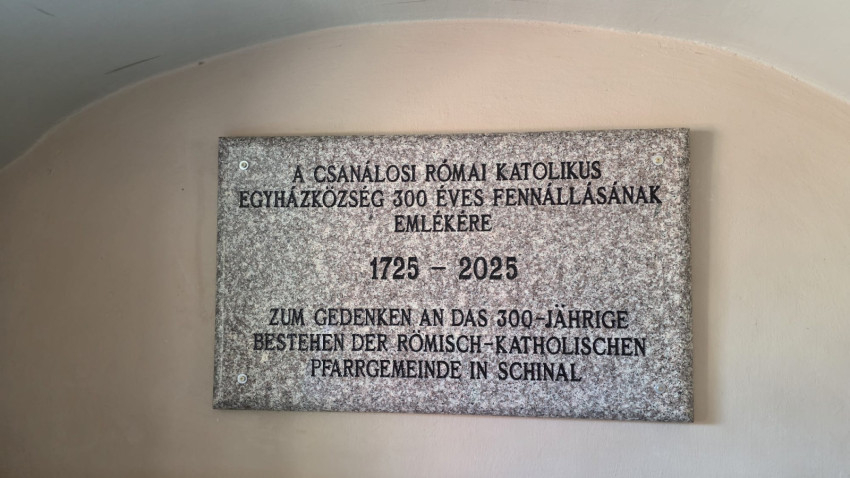 A CSANÁLOSI RÓMAI KATOLIKUS
EGYHÁZKÖZSÉG 300 ÉVES FENNÁLLÁSÁNAK
EMLÉKÉRE
1725 - 2025
ZUM GEDENKEN AN DAS 300-JÄHRIGE
BESTEHEN DER RÖMISCH-KATHOLISCHEN
PFARRGEMEINDE IN SCHINAL